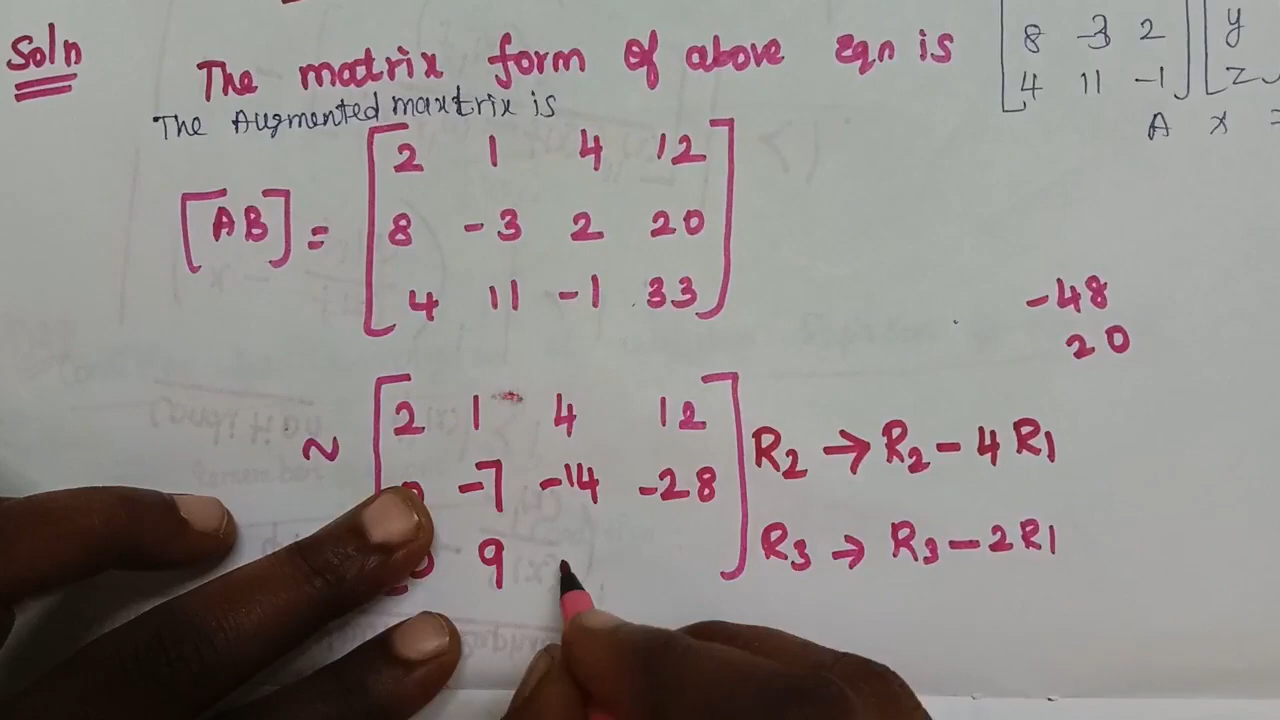 Soln The matrix form of above Eqn is [8 -3 2] [y
4 11 -1] z
A x =
The Augmented maxtrix is
[AB] = [2 1 4 12
8 -3 2 20
4 11 -1 33]
-48
20
~ [2 1 4 12
-7 -14 -28] R2 → R2 - 4R1
9 R3 → R3 - 2R1